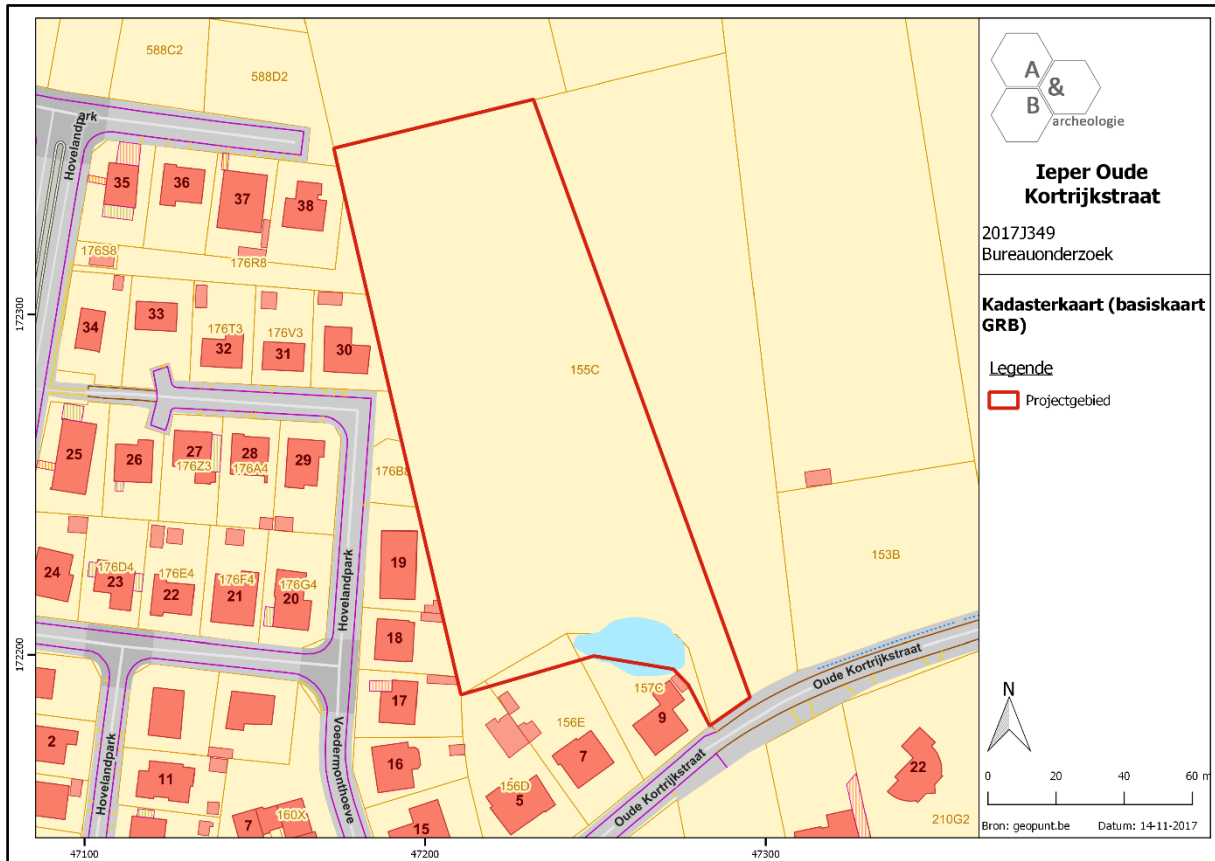 588C2
588D2
Hovelandpark
35
36
37
38
176S8
176R8
34
33
176T3
32
176V3
31
30
155C
25
26
27
176Z3
28
176A4
29
176B8
153B
24
176D4
23
176E4
22
176F4
21
176G4
20
Hovelandpark
19
18
17
16
15
2
11
Hovelandpark
Voedermonthoeve
7
160X
156E
156D
5
7
157C
9
Oude Kortrijkstraat
Oude Kortrijkstraat
22
210G2
172300
172200
47100
47200
47300
A
&
B
archeologie
Ieper Oude
Kortrijkstraat
2017J349
Bureauonderzoek
Kadasterkaart (basiskaart
GRB)
Legende
Projectgebied
N
0 20 40 60 m
Bron: geopunt.be Datum: 14-11-2017